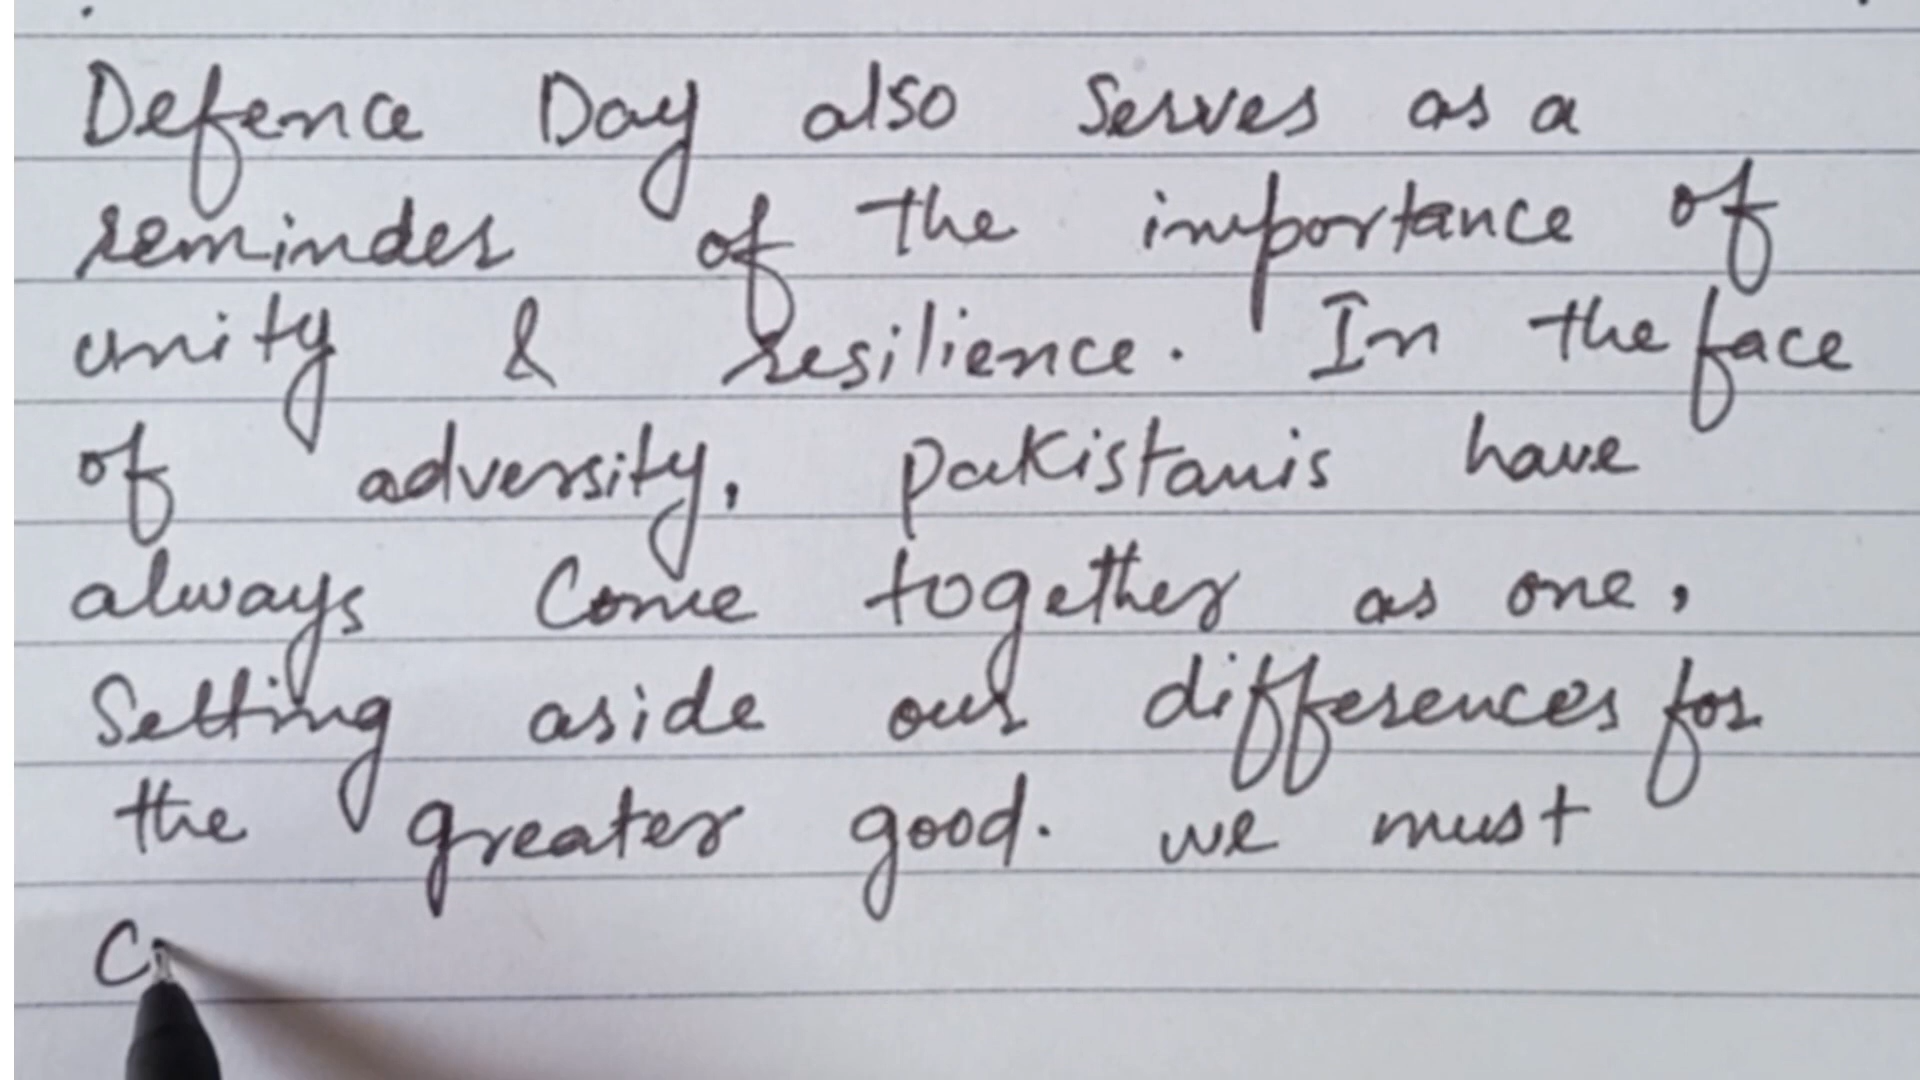 Defence Day also Serves as a
reminder of the importance of
unity & resilience. In the face
of adversity, pakistanis have
always Come together as one,
Setting aside our differences for
the greater good. we must
C